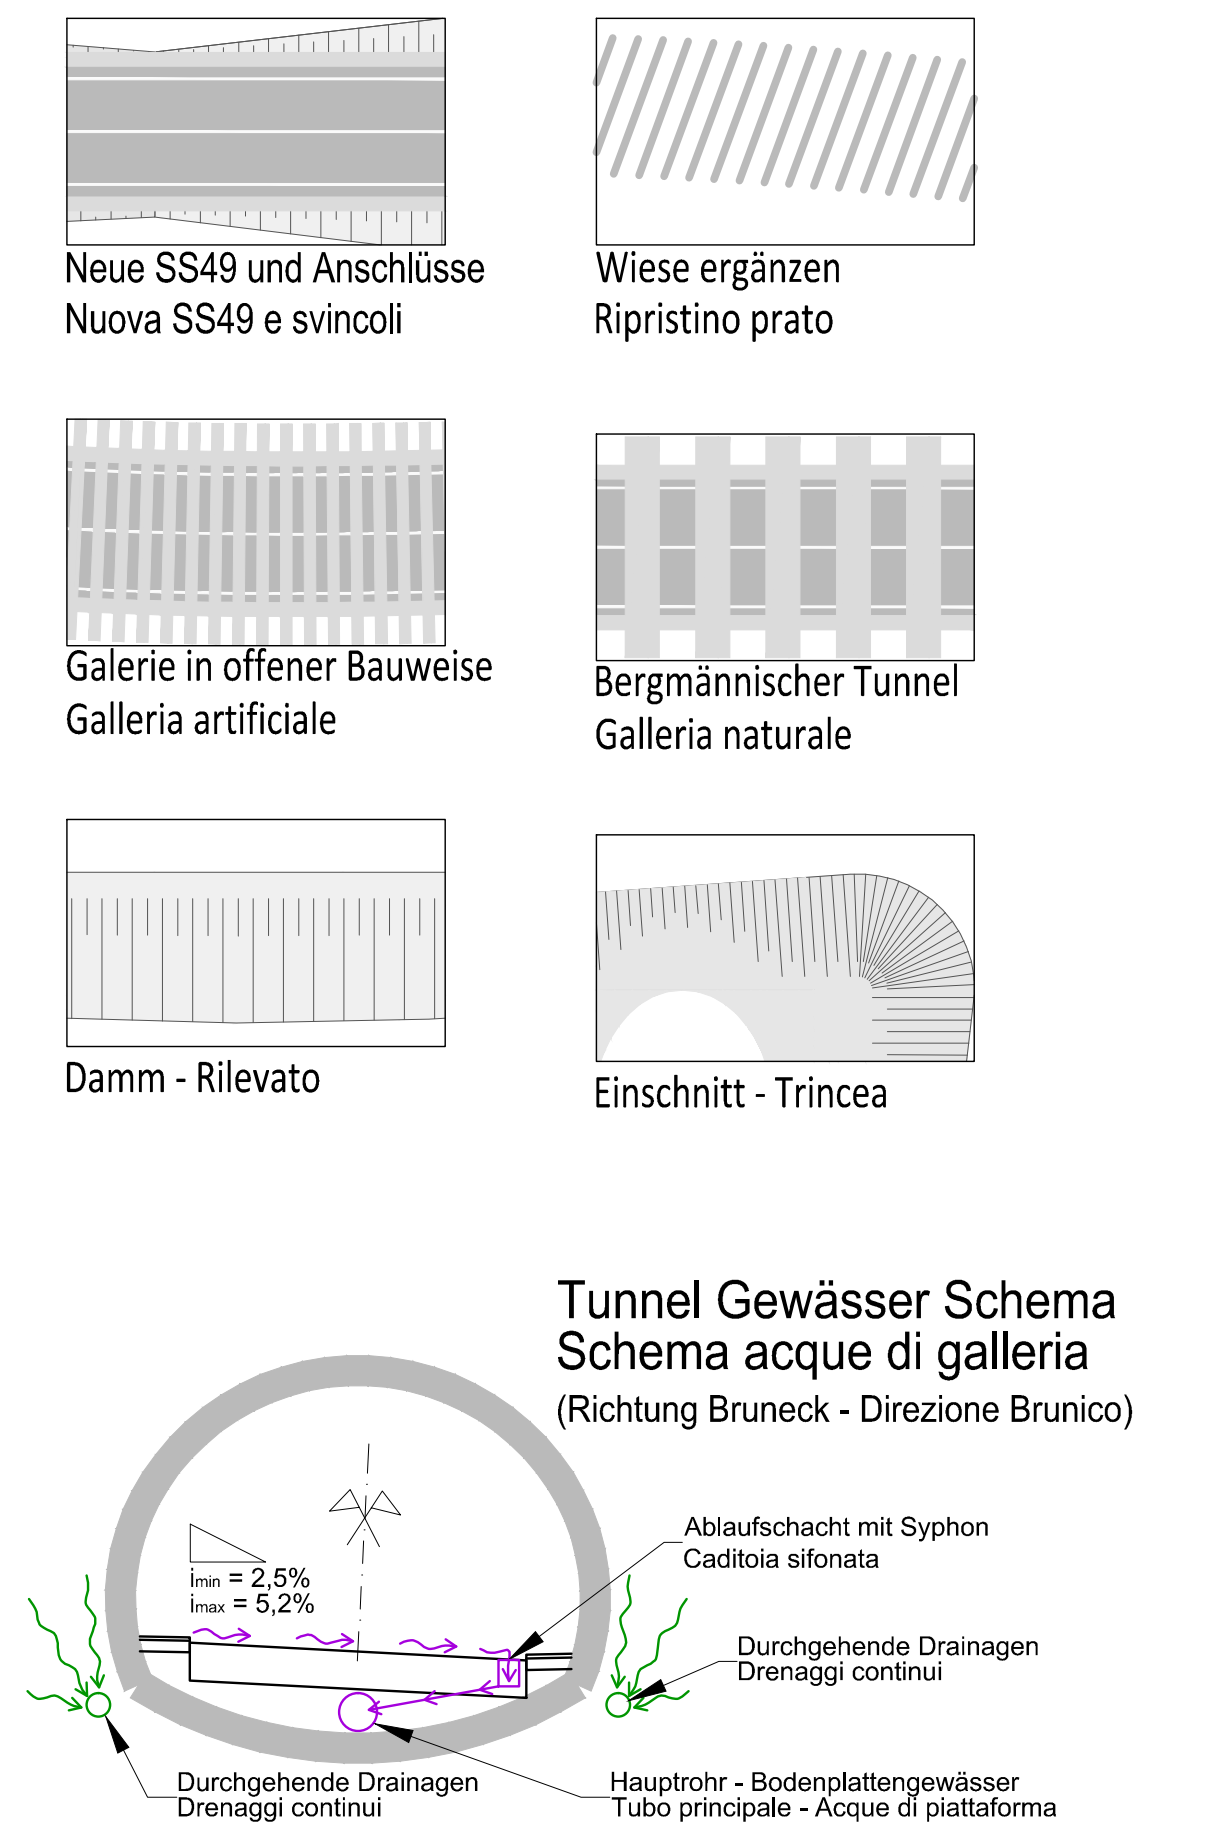 Neue SS49 und Anschlüsse
Nuova SS49 e svincoli
Wiese ergänzen
Ripristino prato
Galerie in offener Bauweise
Galleria artificiale
Bergmännischer Tunnel
Galleria naturale
Damm - Rilevato
Einschnitt - Trincea
Tunnel Gewässer Schema
Schema acque di galleria
(Richtung Bruneck - Direzione Brunico)
Ablaufschacht mit Syphon
Caditoia sifonata
imin = 2,5%
imax = 5,2%
Durchgehende Drainagen
Drenaggi continui
Durchgehende Drainagen
Drenaggi continui
Hauptrohr - Bodenplattengewässer
Tubo principale - Acque di piattaforma